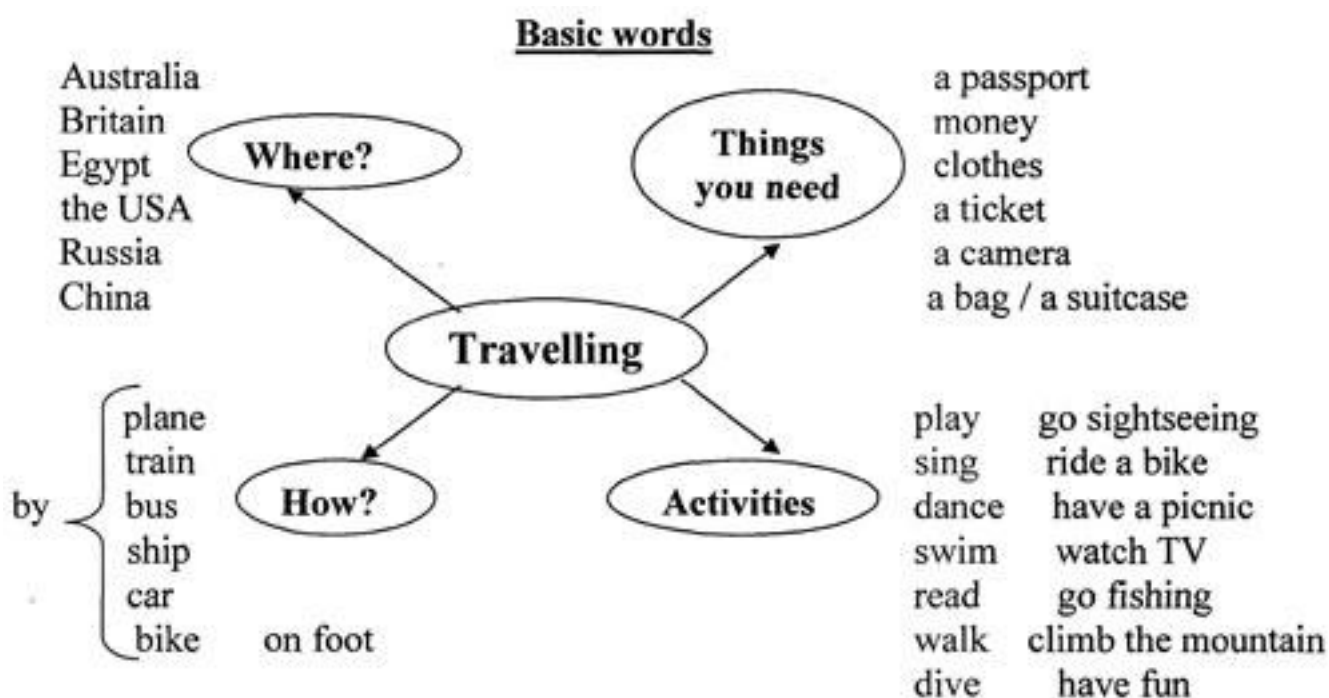 Basic words
Australia
Britain
Egypt
the USA
Russia
China
Where?
Things
you need
a passport
money
clothes
a ticket
a camera
a bag / a suitcase
Travelling
by
plane
train
bus
ship
car
bike on foot
How?
Activities
play go sightseeing
sing ride a bike
dance have a picnic
swim watch TV
read go fishing
walk climb the mountain
dive have fun